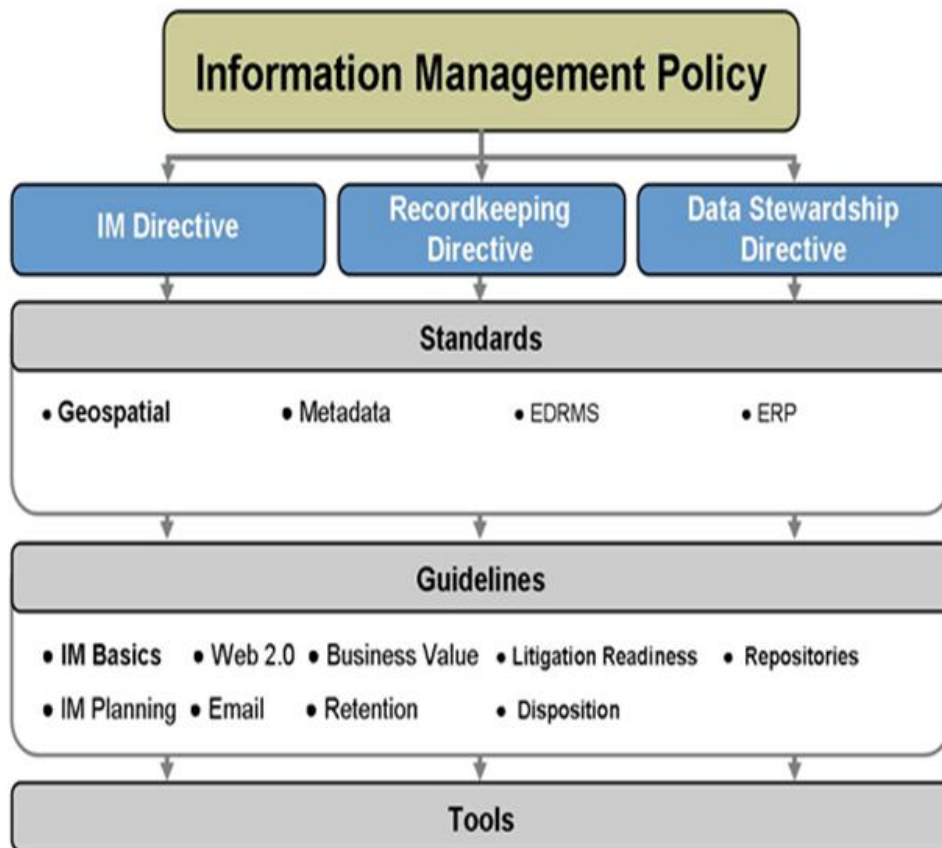 Information Management Policy
IM Directive
Recordkeeping
Directive
Data Stewardship
Directive
Standards
• Geospatial • Metadata • EDRMS • ERP
Guidelines
• IM Basics • Web 2.0 • Business Value • Litigation Readiness • Repositories
• IM Planning • Email • Retention • Disposition
Tools